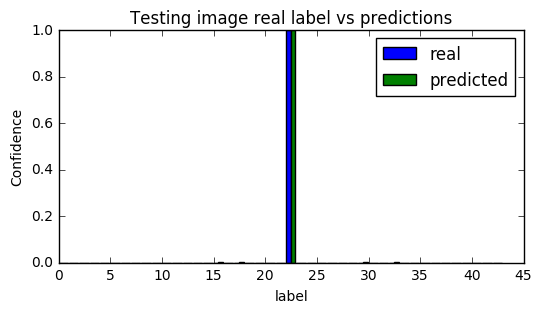 Testing image real label vs predictions
real
predicted
Confidence
1.0
0.8
0.6
0.4
0.2
0.0
0 5 10 15 20 25 30 35 40 45
label